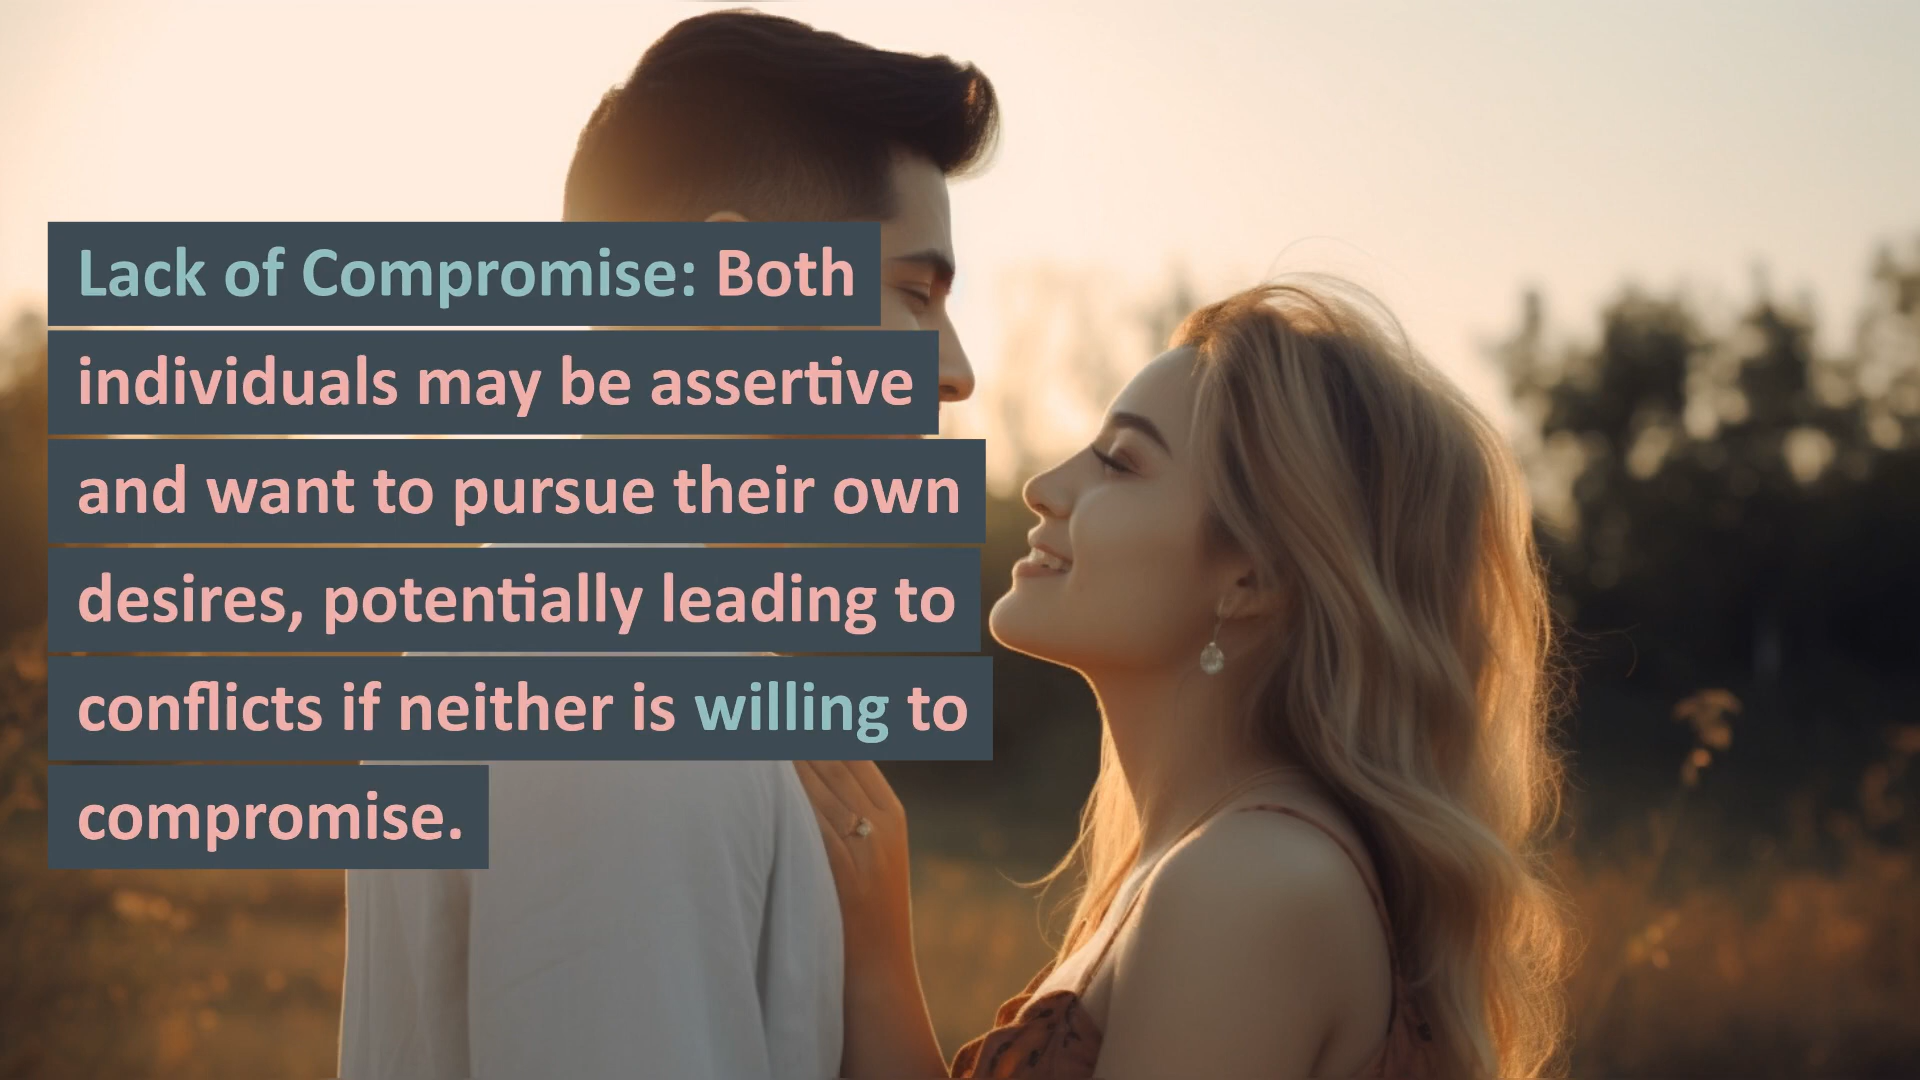 Lack of Compromise: Both
individuals may be assertive
and want to pursue their own
desires, potentially leading to
conflicts if neither is willing to
compromise.